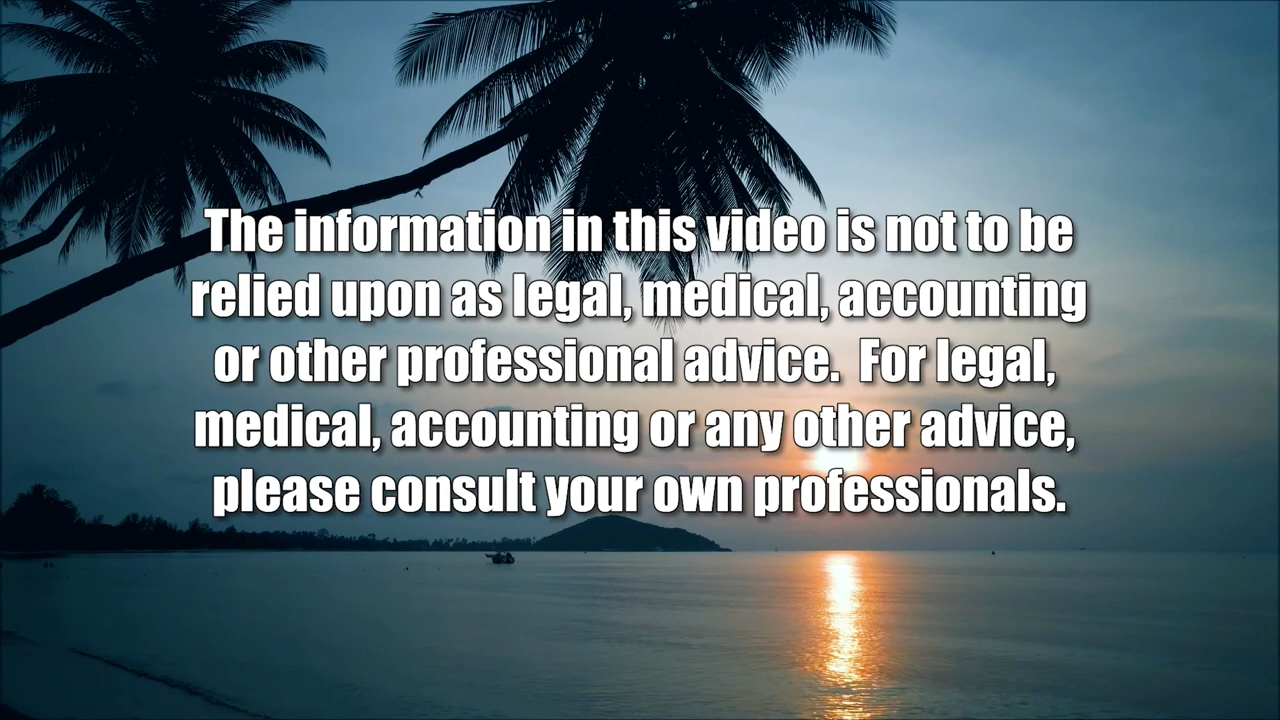 The information in this video is not to be
relied upon as legal, medical, accounting
or other professional advice.  For legal,
medical, accounting or any other advice,
please consult your own professionals.